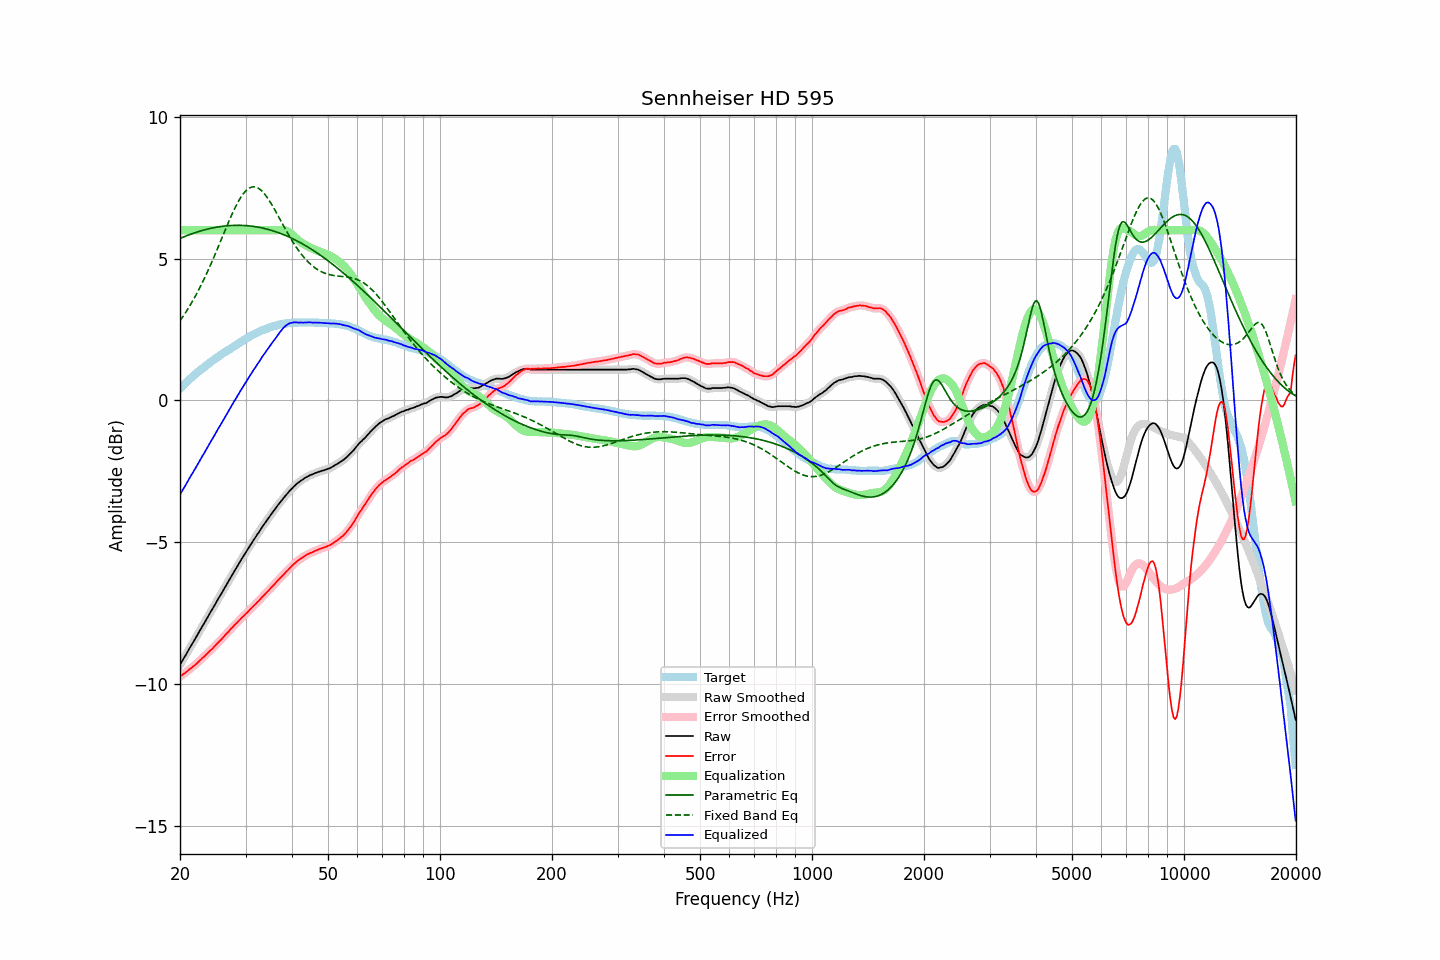 Sennheiser HD 595
Amplitude (dBr)
10
5
0
−5
−10
−15
20
50
100
200
500
1000
2000
5000
10000
20000
Frequency (Hz)
Target
Raw Smoothed
Error Smoothed
Raw
Error
Equalization
Parametric Eq
Fixed Band Eq
Equalized